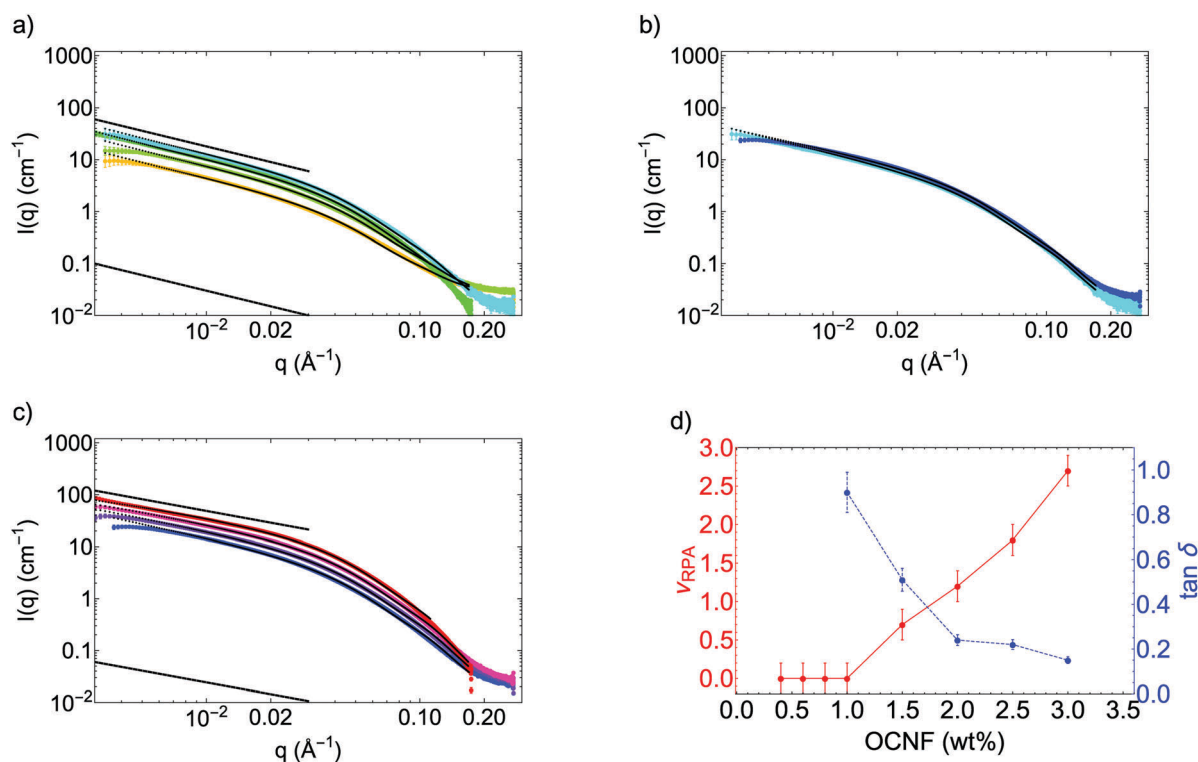 a)
1000
100
10
1
0.1
10⁻²
I(q) (cm⁻¹)
10⁻² 0.02 0.10 0.20
q (Å⁻¹)
b)
1000
100
10
1
0.1
10⁻²
I(q) (cm⁻¹)
10⁻² 0.02 0.10 0.20
q (Å⁻¹)
c)
1000
100
10
1
0.1
10⁻²
I(q) (cm⁻¹)
10⁻² 0.02 0.10 0.20
q (Å⁻¹)
d)
3.0
2.5
2.0
1.5
1.0
0.5
0.0
νRPA
1.0
0.8
0.6
0.4
0.2
0.0
tan δ
0.0 0.5 1.0 1.5 2.0 2.5 3.0 3.5
OCNF (wt%)